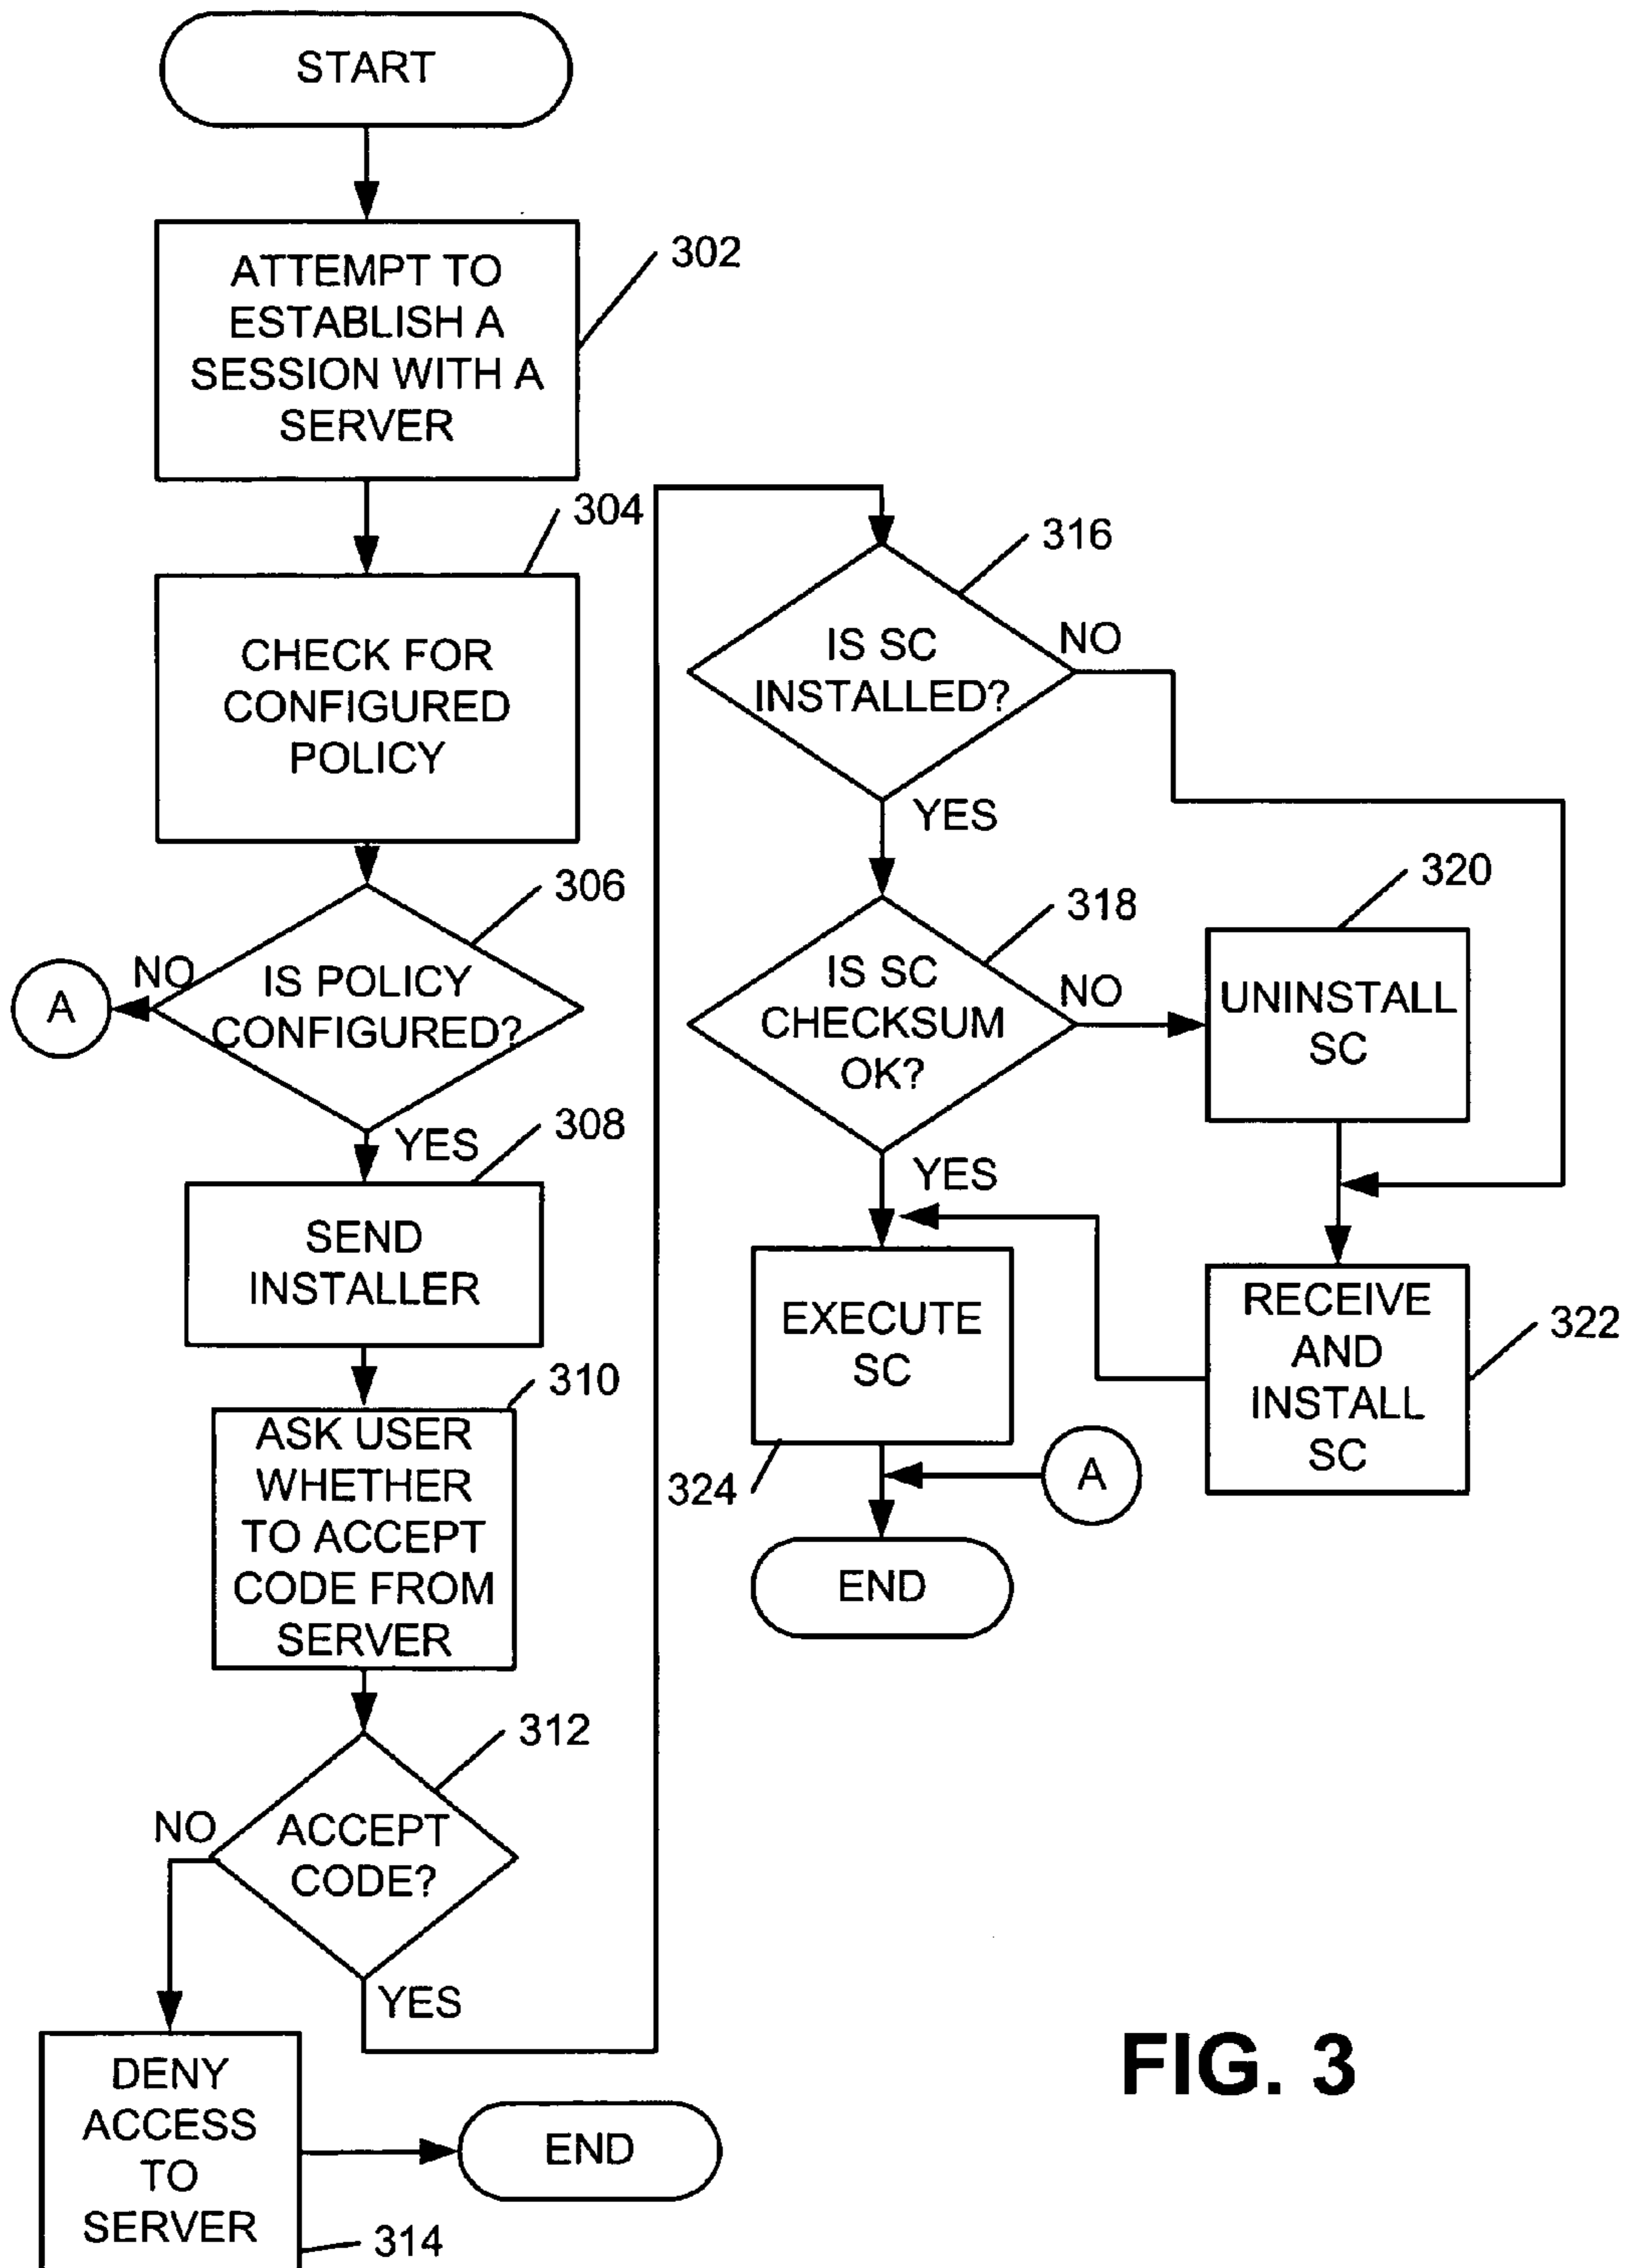 START
ATTEMPT TO
ESTABLISH A
SESSION WITH A
SERVER
302
304
CHECK FOR
CONFIGURED
POLICY
306
NO
A
IS POLICY
CONFIGURED?
YES
308
SEND
INSTALLER
310
ASK USER
WHETHER
TO ACCEPT
CODE FROM
SERVER
312
NO
ACCEPT
CODE?
YES
DENY
ACCESS
TO
SERVER
314
END
316
IS SC
INSTALLED?
NO
YES
318
IS SC
CHECKSUM
OK?
NO
320
UNINSTALL
SC
YES
EXECUTE
SC
324
RECEIVE
AND
INSTALL
SC
322
A
END
FIG. 3